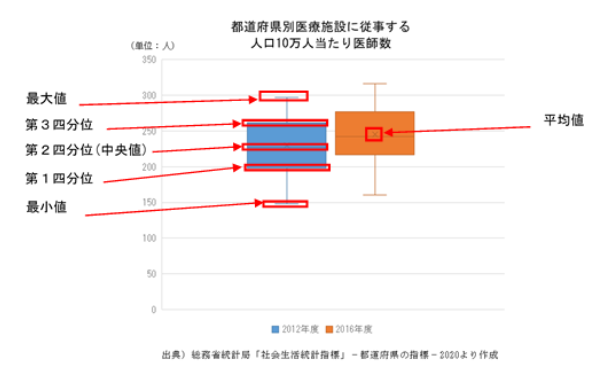 都道府県別医療施設に従事する
人口10万人当たり医師数
(単位：人)
350
300
250
200
150
100
50
0
最大値
第３四分位
第２四分位(中央値)
第１四分位
最小値
平均値
2012年度 2016年度
出典）総務省統計局「社会生活統計指標」－都道府県の指標－2020より作成